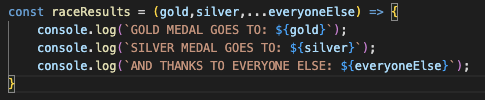 const raceResults = (gold,silver,...everyoneElse) => {
    console.log(`GOLD MEDAL GOES TO: ${gold}`);
    console.log(`SILVER MEDAL GOES TO: ${silver}`);
    console.log(`AND THANKS TO EVERYONE ELSE: ${everyoneElse}`);
}